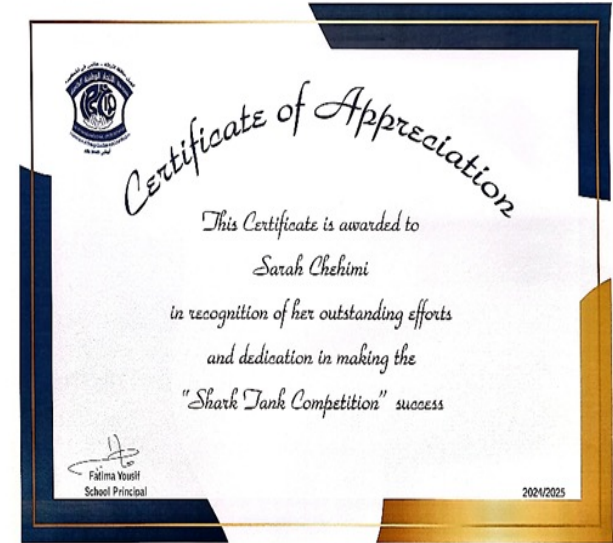 Certificate of Appreciation
This Certificate is awarded to
Sarah Chehimi
in recognition of her outstanding efforts
and dedication in making the
"Shark Tank Competition" success
Fatima Yousif
School Principal
2024/2025